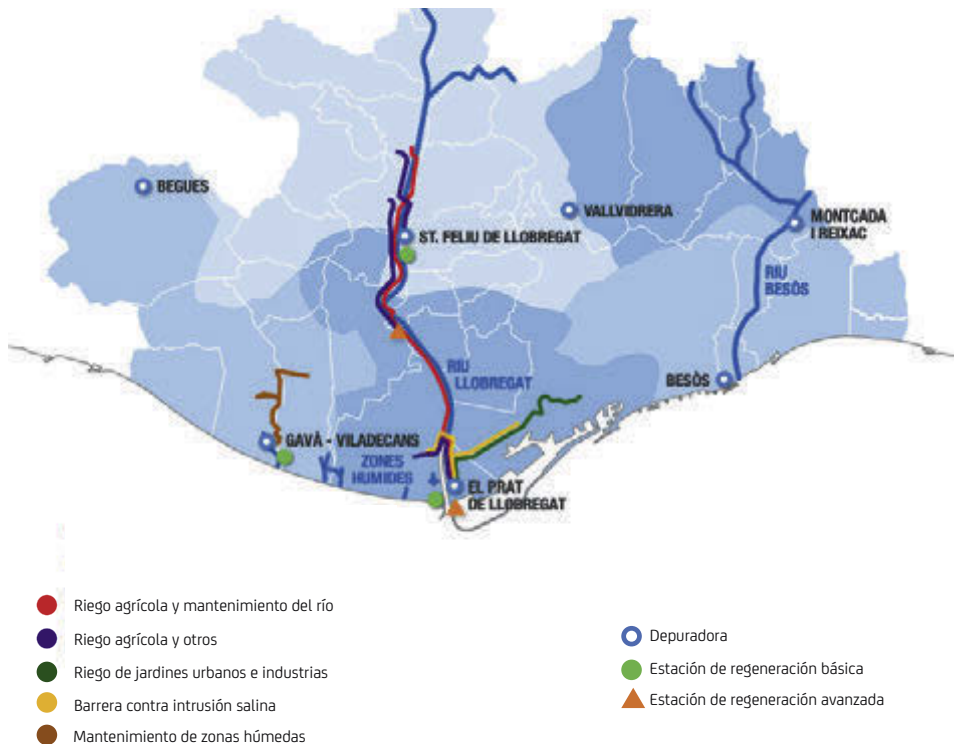 BEGUES
VALLVIDRERA
MONTCADA
I REIXAC
ST. FELIU DE LLOBREGAT
RIU
BESÒS
RIU
LLOBREGAT
BESÒS
GAVÀ - VILADECANS
ZONES
HUMIDES
EL PRAT
DE LLOBREGAT
Riego agrícola y mantenimiento del río
Riego agrícola y otros
Riego de jardines urbanos e industrias
Barrera contra intrusión salina
Mantenimiento de zonas húmedas
Depuradora
Estación de regeneración básica
Estación de regeneración avanzada